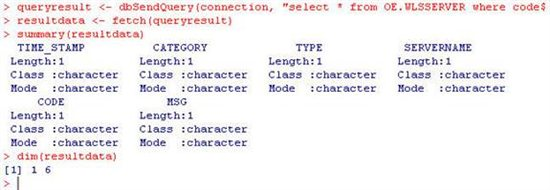 > queryresult <- dbSendQuery(connection, "select * from OE.WLSSERVER where code$
> resultdata <- fetch(queryresult)
> summary(resultdata)
TIME_STAMP CATEGORY TYPE SERVERNAME
Length:1 Length:1 Length:1 Length:1
Class :character Class :character Class :character Class :character
Mode :character Mode :character Mode :character Mode :character
CODE MSG
Length:1 Length:1
Class :character Class :character
Mode :character Mode :character
> dim(resultdata)
[1] 1 6
>